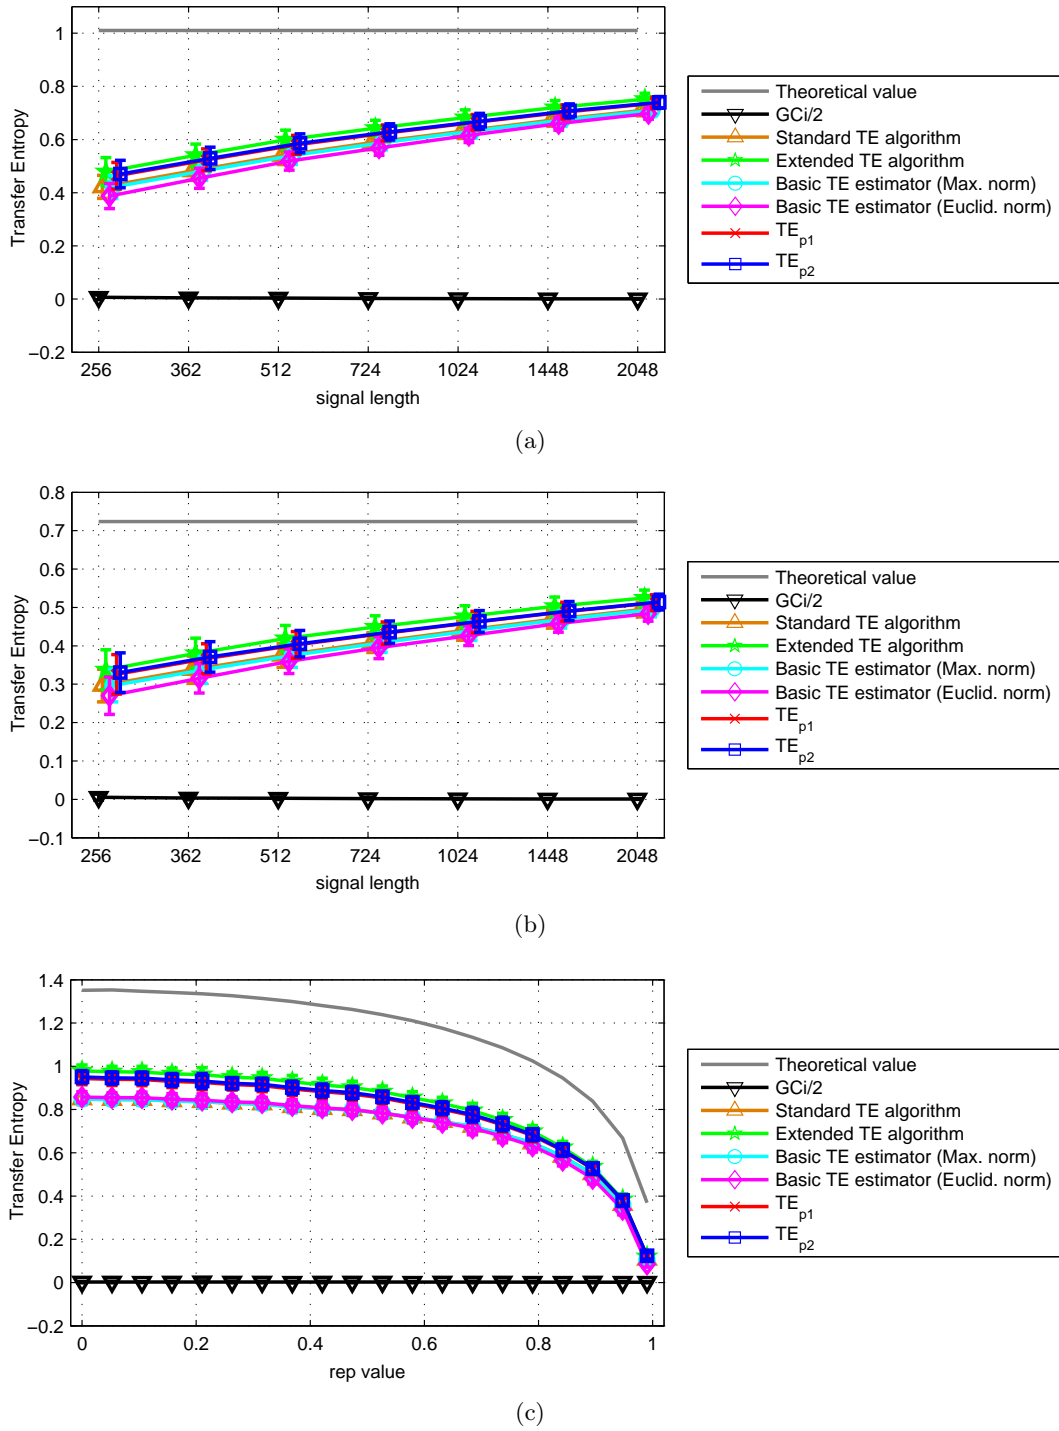 1
0.8
0.6
0.4
0.2
0
−0.2
Transfer Entropy
256 362 512 724 1024 1448 2048
signal length
Theoretical value
GCi/2
Standard TE algorithm
Extended TE algorithm
Basic TE estimator (Max. norm)
Basic TE estimator (Euclid. norm)
TE_p1
TE_p2
(a)
0.8
0.7
0.6
0.5
0.4
0.3
0.2
0.1
0
−0.1
Transfer Entropy
256 362 512 724 1024 1448 2048
signal length
Theoretical value
GCi/2
Standard TE algorithm
Extended TE algorithm
Basic TE estimator (Max. norm)
Basic TE estimator (Euclid. norm)
TE_p1
TE_p2
(b)
1.4
1.2
1
0.8
0.6
0.4
0.2
0
−0.2
Transfer Entropy
0 0.2 0.4 0.6 0.8 1
rep value
Theoretical value
GCi/2
Standard TE algorithm
Extended TE algorithm
Basic TE estimator (Max. norm)
Basic TE estimator (Euclid. norm)
TE_p1
TE_p2
(c)